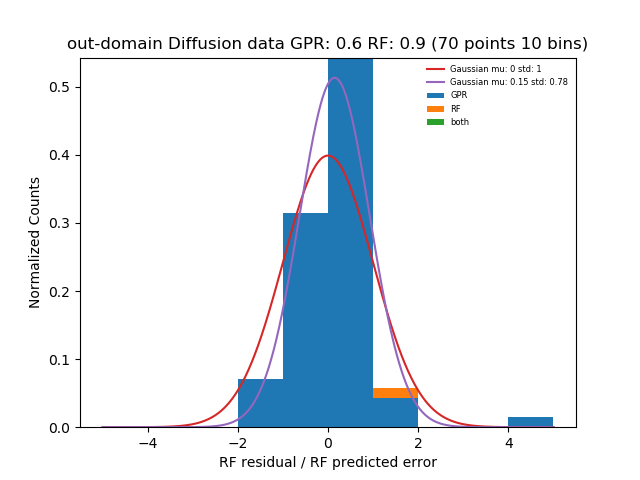 out-domain Diffusion data GPR: 0.6 RF: 0.9 (70 points 10 bins)
Gaussian mu: 0 std: 1
Gaussian mu: 0.15 std: 0.78
GPR
RF
both
Normalized Counts
0.5
0.4
0.3
0.2
0.1
0.0
−4
−2
0
2
4
RF residual / RF predicted error